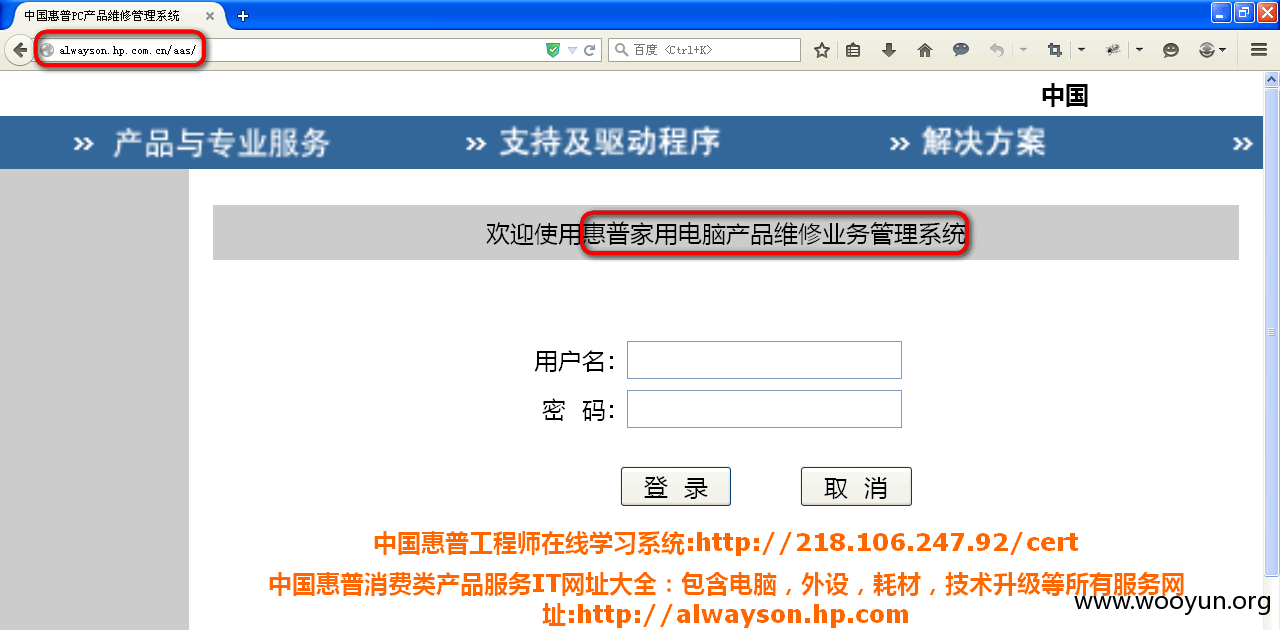 中国惠普PC产品维修管理系统
alwayson.hp.com.cn/aas/
百度 <Ctrl+K>
中国
» 产品与专业服务 » 支持及驱动程序 » 解决方案 »
欢迎使用惠普家用电脑产品维修业务管理系统
用户名：
密 码：
登 录 取 消
中国惠普工程师在线学习系统:http://218.106.247.92/cert
中国惠普消费类产品服务IT网址大全：包含电脑，外设，耗材，技术升级等所有服务网
址:http://alwayson.hp.com
www.wooyun.org